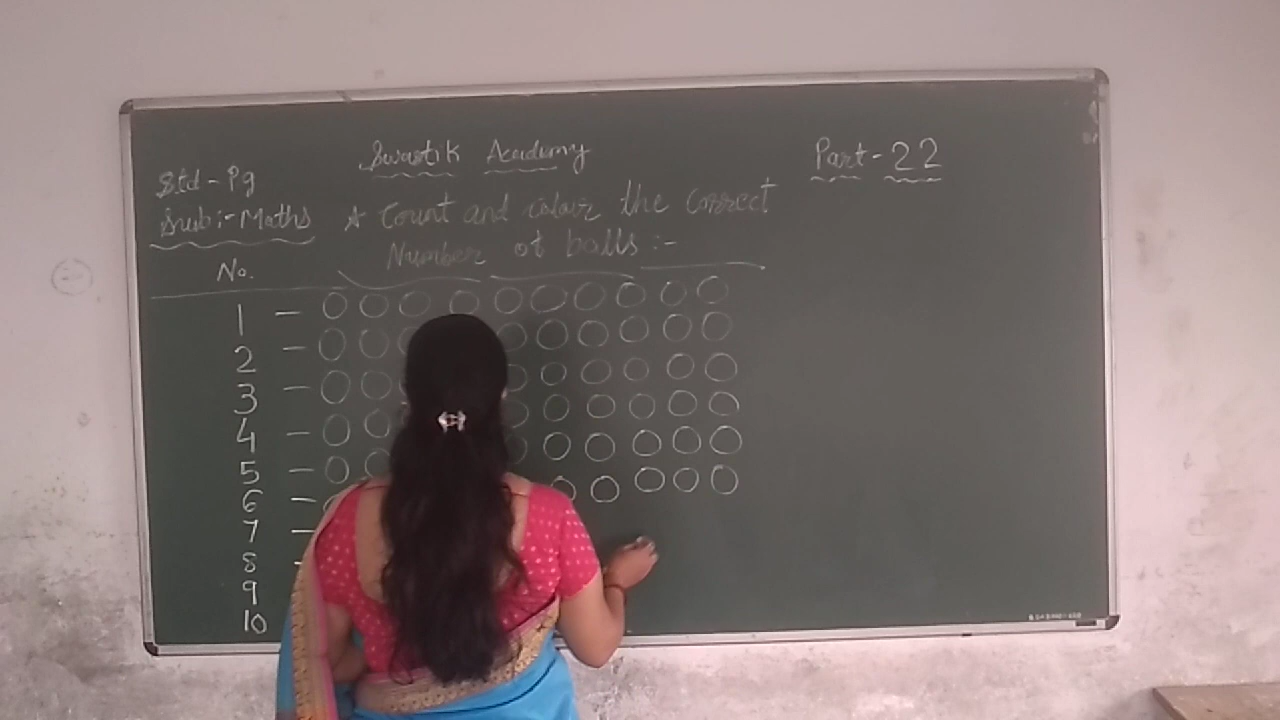 Swastik Academy
Part-22
Std-Pg
Sub:-Maths
* Count and colour the Correct
Number of balls:-
No.
1 -
2 -
3 -
4 -
5 -
6 -
7 -
8 -
9
10